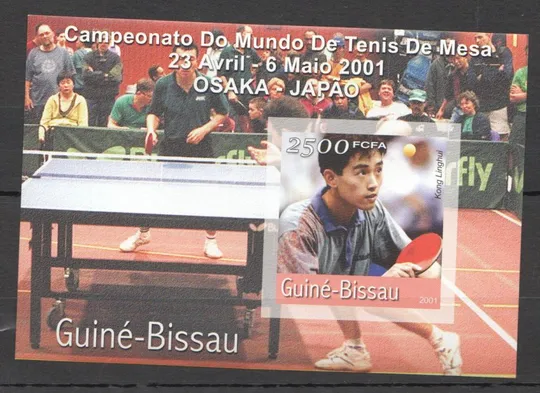 Campeonato Do Mundo De Tenis De Mesa
23 Avril - 6 Maio 2001
OSAKA - JAPÃO
2500 FCFA
Kong Linghui
Guiné-Bissau
2001
Guiné-Bissau